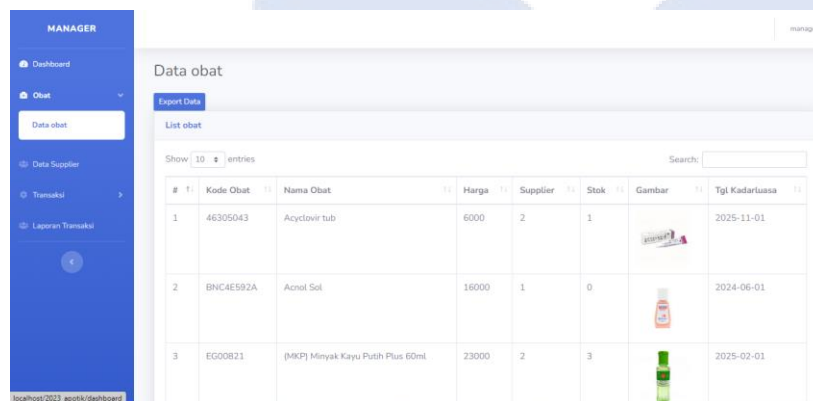 MANAGER
manag
Dashboard
Data obat
Obat
Export Data
Data obat
List obat
Data Supplier
Show 10 entries
Search:
Transaksi
# Kode Obat Nama Obat Harga Supplier Stok Gambar Tgl Kadarluasa
1 46305043 Acyclovir tub 6000 2 1 2025-11-01
Laporan Transaksi
2 BNC4E592A Acnol Sol 16000 1 0 2024-06-01
3 EG00821 (MKP) Minyak Kayu Putih Plus 60ml 23000 2 3 2025-02-01
localhost/2023_apotik/dashboard